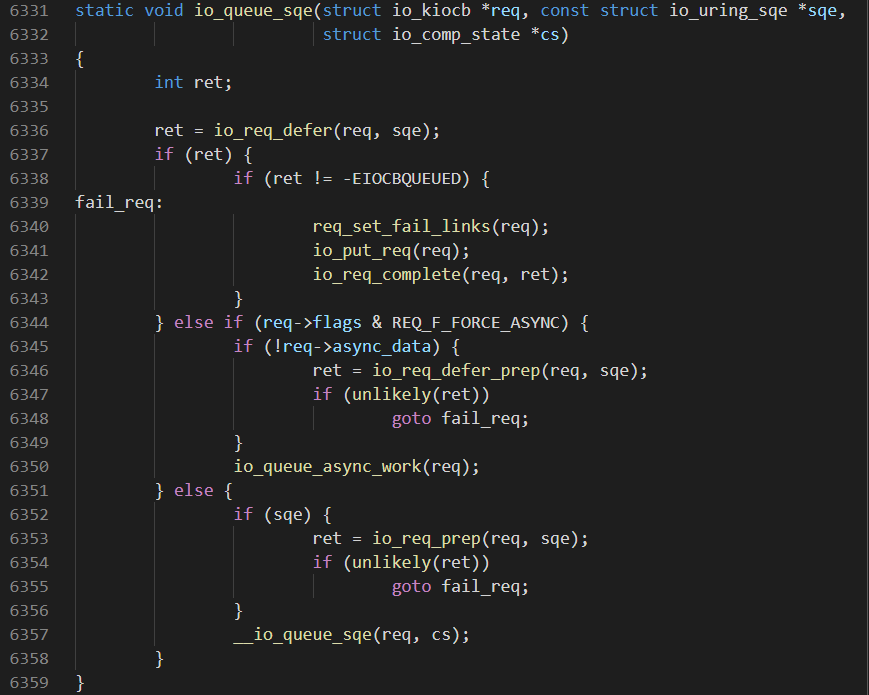 6331 static void io_queue_sqe(struct io_kiocb *req, const struct io_uring_sqe *sqe,
6332                          struct io_comp_state *cs)
6333 {
6334         int ret;
6335
6336         ret = io_req_defer(req, sqe);
6337         if (ret) {
6338                 if (ret != -EIOCBQUEUED) {
6339 fail_req:
6340                         req_set_fail_links(req);
6341                         io_put_req(req);
6342                         io_req_complete(req, ret);
6343                 }
6344         } else if (req->flags & REQ_F_FORCE_ASYNC) {
6345                 if (!req->async_data) {
6346                         ret = io_req_defer_prep(req, sqe);
6347                         if (unlikely(ret))
6348                                 goto fail_req;
6349                 }
6350                 io_queue_async_work(req);
6351         } else {
6352                 if (sqe) {
6353                         ret = io_req_prep(req, sqe);
6354                         if (unlikely(ret))
6355                                 goto fail_req;
6356                 }
6357                 __io_queue_sqe(req, cs);
6358         }
6359 }